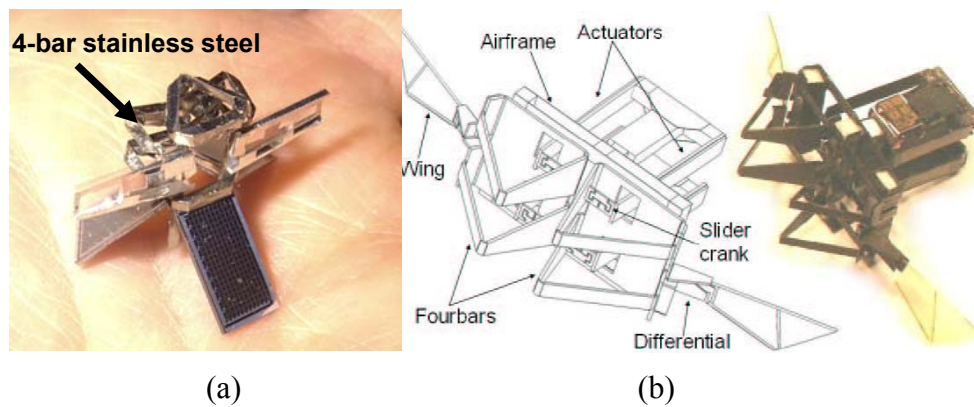 4-bar stainless steel
(b)
Airframe
Actuators
Wing
Slider
crank
Fourbars
Differential
(a)
(b)